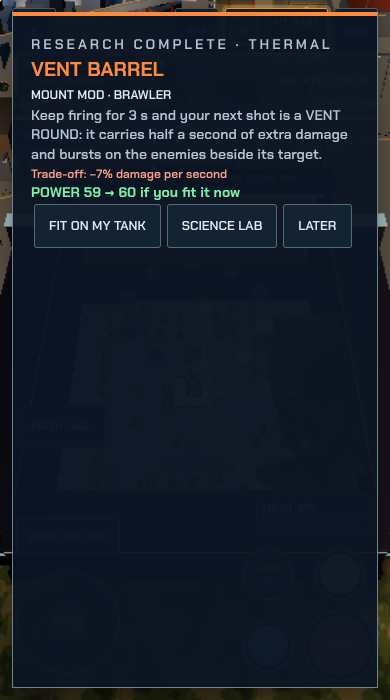 RESEARCH COMPLETE · THERMAL
VENT BARREL
MOUNT MOD · BRAWLER
Keep firing for 3 s and your next shot is a VENT
ROUND: it carries half a second of extra damage
and bursts on the enemies beside its target.
Trade-off: −7% damage per second
POWER 59 → 60 if you fit it now
FIT ON MY TANK
SCIENCE LAB
LATER
ENTER BASE